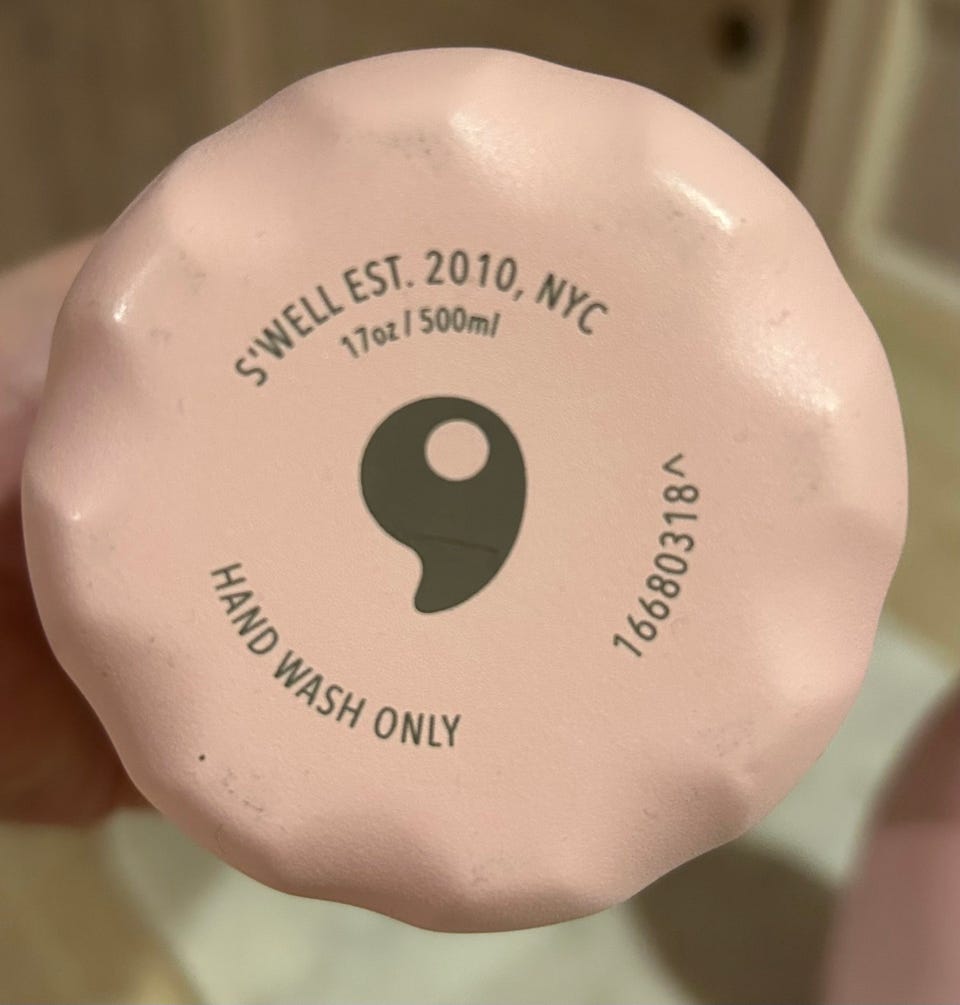 S'WELL EST. 2010, NYC
17oz / 500ml
16680318^
HAND WASH ONLY